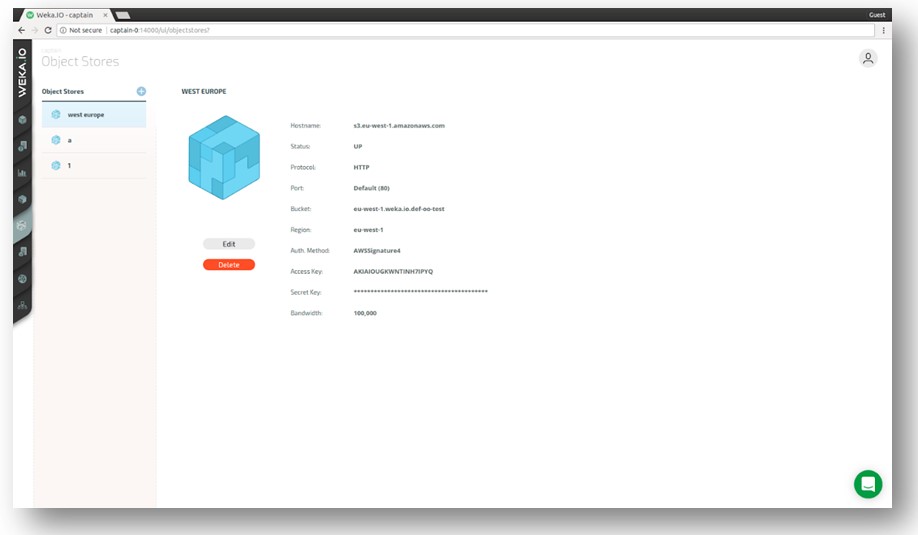 Weka.IO - captain
Guest
Not secure captain-0:14000/ui/objectstores?
WEKA.iO
captain
Object Stores
Object Stores
west europe
a
1
WEST EUROPE
Edit
Delete
Hostname: s3.eu-west-1.amazonaws.com
Status: UP
Protocol: HTTP
Port: Default (80)
Bucket: eu-west-1.weka.io.def-oo-test
Region: eu-west-1
Auth. Method: AWSSignature4
Access Key: AKIAIOUGKWNTINH7IPYQ
Secret Key: ****************************************
Bandwidth: 100,000